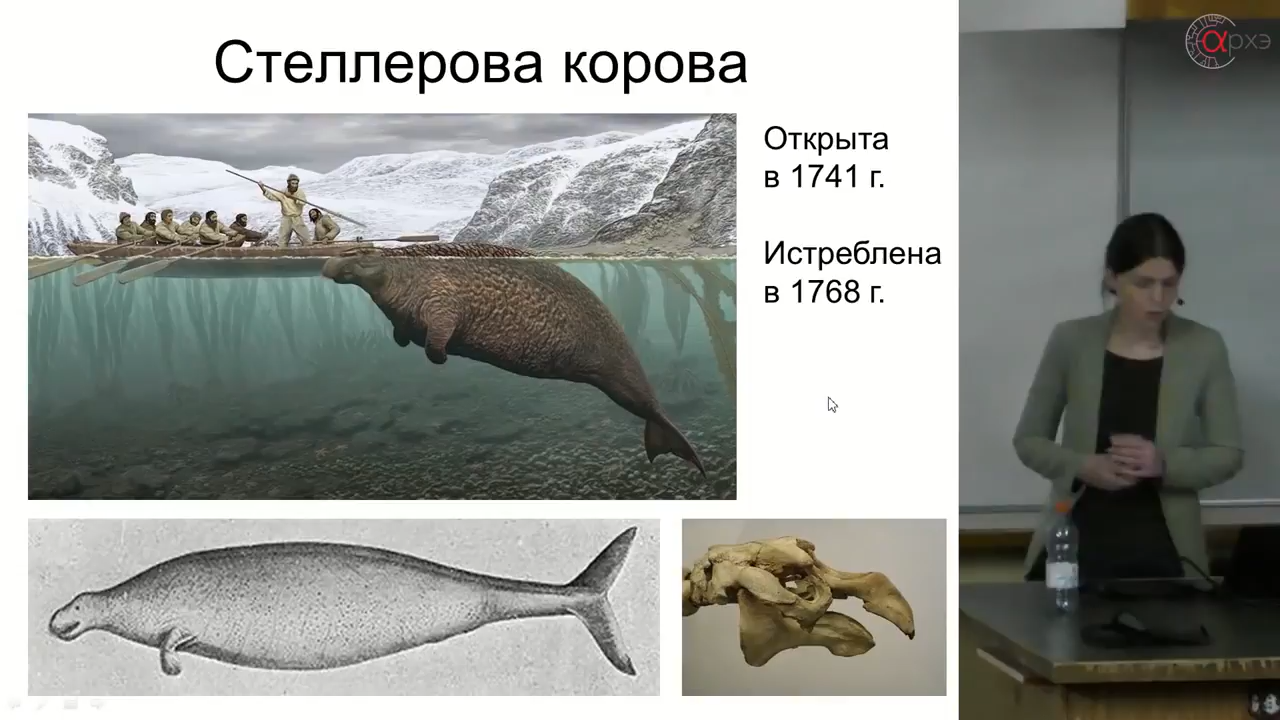 Стеллерова корова
Открыта
в 1741 г.
Истреблена
в 1768 г.
αрхэ